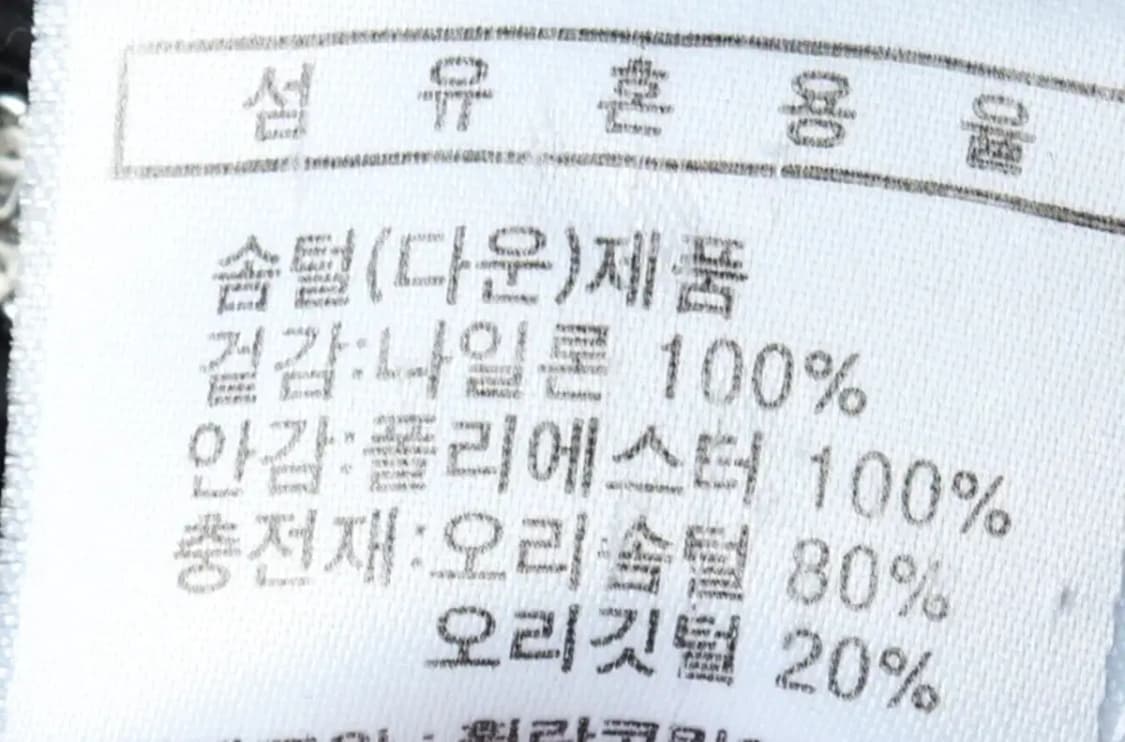 섬 유 혼 용 율
솜털(다운)제품
겉감:나일론 100%
안감:폴리에스터 100%
충전재:오리솜털 80%
오리깃털 20%